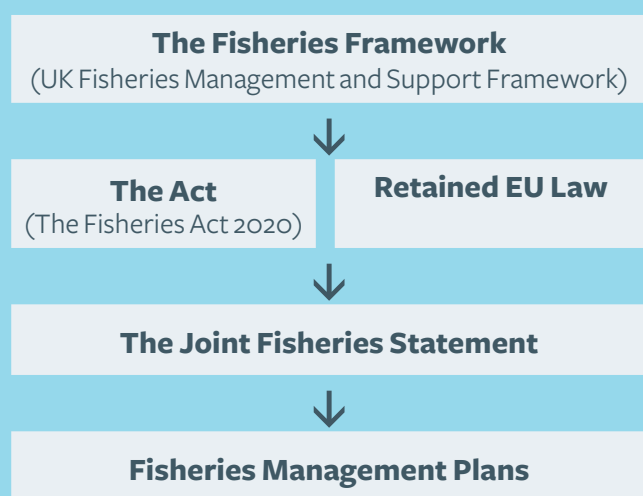 The Fisheries Framework
(UK Fisheries Management and Support Framework)
The Act
(The Fisheries Act 2020)
Retained EU Law
The Joint Fisheries Statement
Fisheries Management Plans